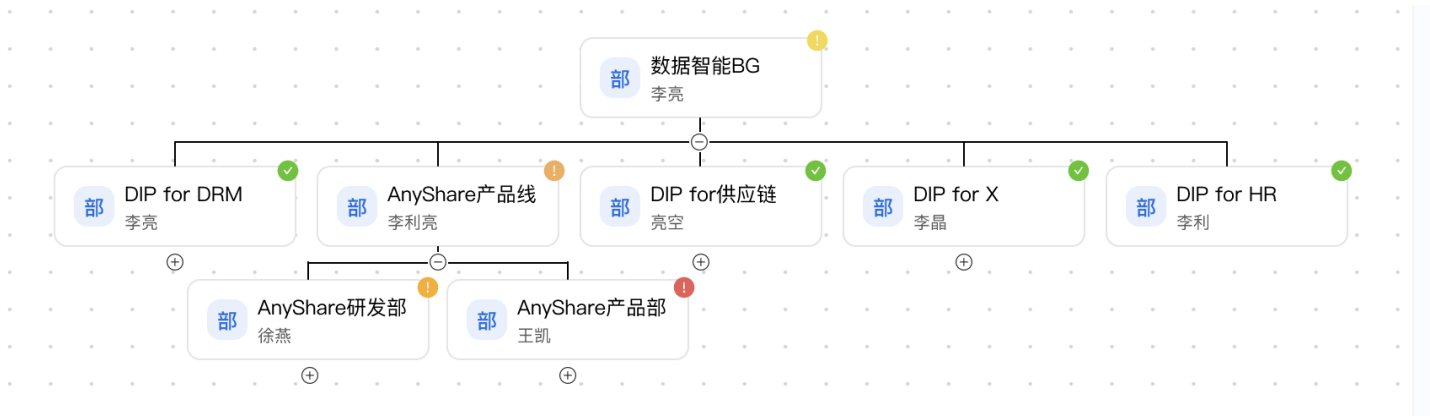 部
数据智能BG
李亮
部
DIP for DRM
李亮
部
AnyShare产品线
李利亮
部
DIP for供应链
亮空
部
DIP for X
李晶
部
DIP for HR
李利
部
AnyShare研发部
徐燕
部
AnyShare产品部
王凯